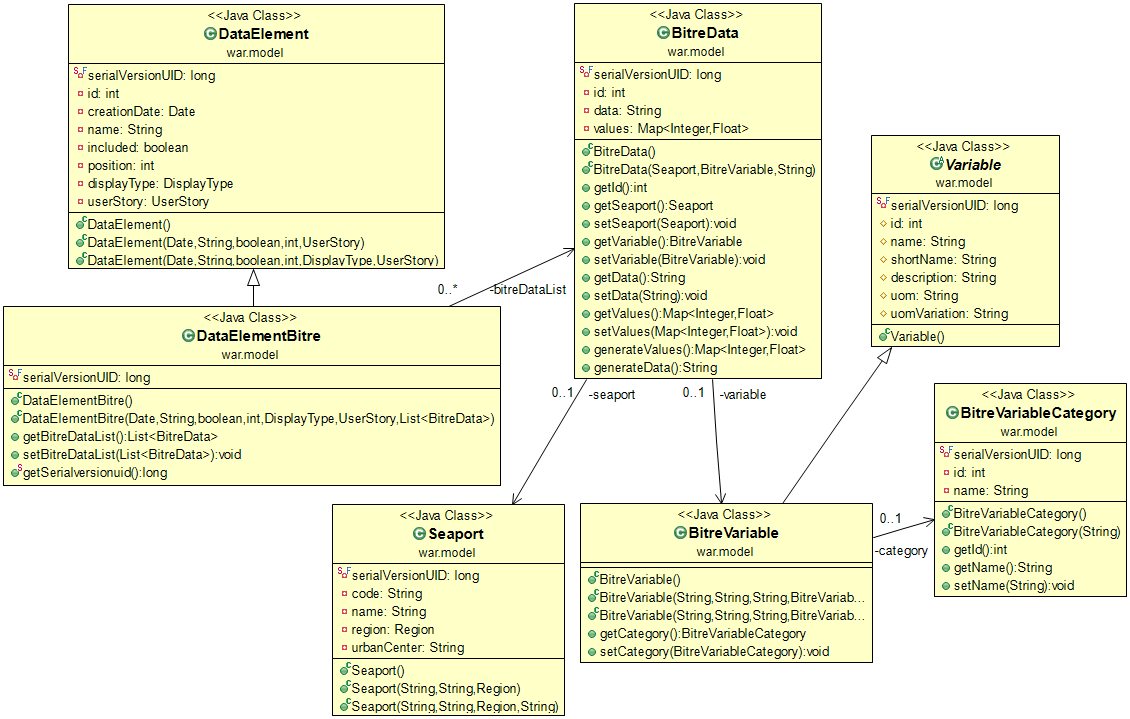 <<Java Class>>
DataElement
war.model
serialVersionUID: long
id: int
creationDate: Date
name: String
included: boolean
position: int
displayType: DisplayType
userStory: UserStory
DataElement()
DataElement(Date,String,boolean,int,UserStory)
DataElement(Date,String,boolean,int,DisplayType,UserStory)
<<Java Class>>
BitreData
war.model
serialVersionUID: long
id: int
data: String
values: Map<Integer,Float>
BitreData()
BitreData(Seaport,BitreVariable,String)
getId():int
getSeaport():Seaport
setSeaport(Seaport):void
getVariable():BitreVariable
setVariable(BitreVariable):void
getData():String
setData(String):void
getValues():Map<Integer,Float>
setValues(Map<Integer,Float>):void
generateValues():Map<Integer,Float>
generateData():String
<<Java Class>>
Variable
war.model
serialVersionUID: long
id: int
name: String
shortName: String
description: String
uom: String
uomVariation: String
Variable()
0..*
-bitreDataList
<<Java Class>>
DataElementBitre
war.model
serialVersionUID: long
DataElementBitre()
DataElementBitre(Date,String,boolean,int,DisplayType,UserStory,List<BitreData>)
getBitreDataList():List<BitreData>
setBitreDataList(List<BitreData>):void
getSerialversionuid():long
0..1
-seaport
0..1
-variable
<<Java Class>>
BitreVariableCategory
war.model
serialVersionUID: long
id: int
name: String
BitreVariableCategory()
BitreVariableCategory(String)
getId():int
getName():String
setName(String):void
<<Java Class>>
Seaport
war.model
serialVersionUID: long
code: String
name: String
region: Region
urbanCenter: String
Seaport()
Seaport(String,String,Region)
Seaport(String,String,Region,String)
<<Java Class>>
BitreVariable
war.model
BitreVariable()
BitreVariable(String,String,String,BitreVariab...
BitreVariable(String,String,String,BitreVariab...
getCategory():BitreVariableCategory
setCategory(BitreVariableCategory):void
0..1
-category